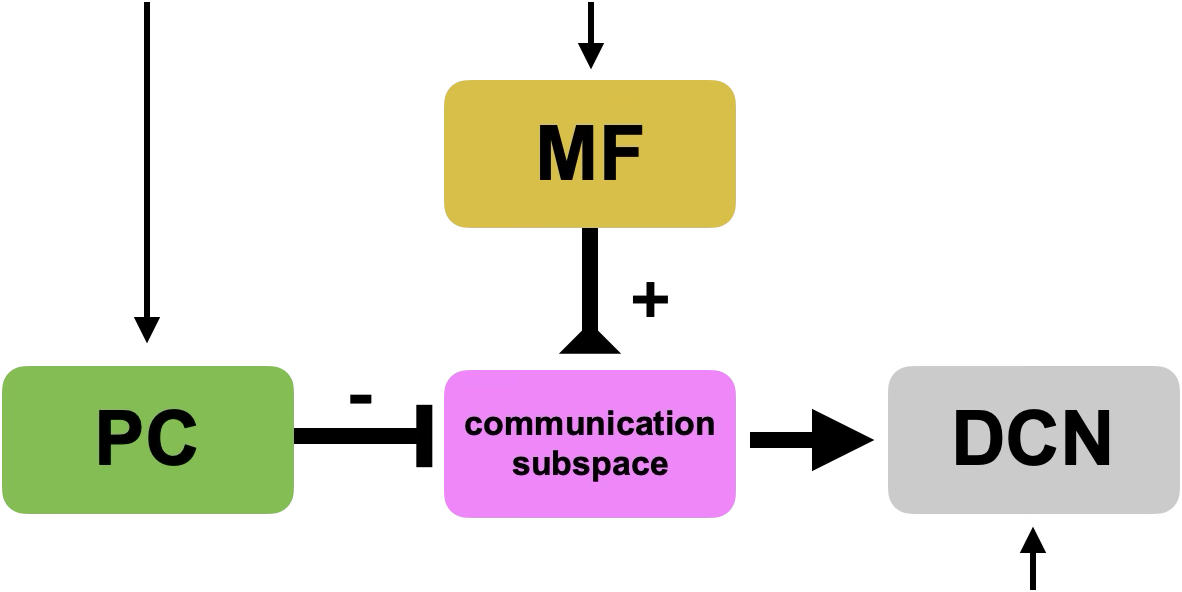 MF
+
-
PC
communication
subspace
DCN